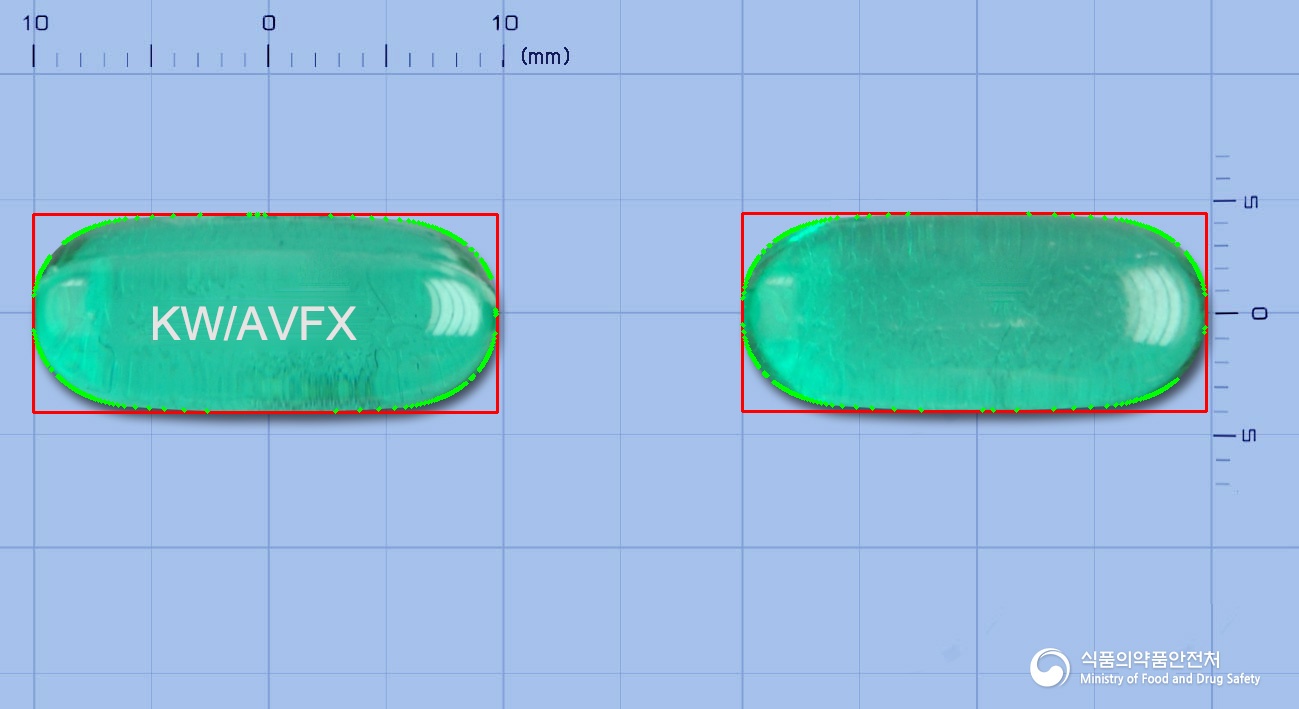 10 0 10
(mm)
KW/AVFX
5
0
5
식품의약품안전처
Ministry of Food and Drug Safety